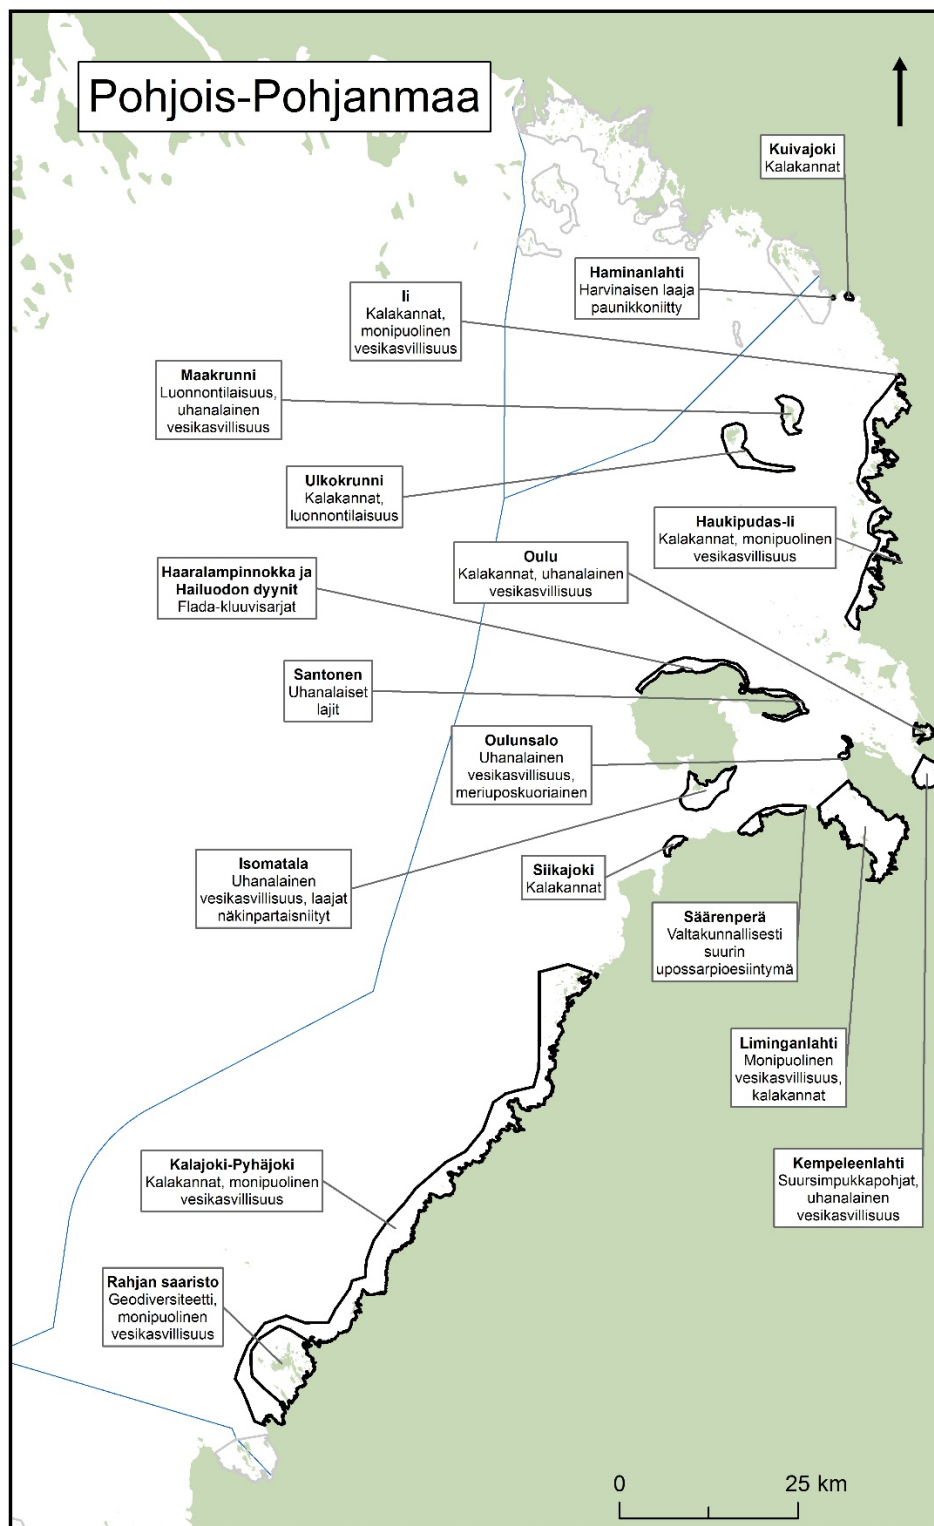 Pohjois-Pohjanmaa
Kuivajoki
Kalakannat
Haminanlahti
Harvinaisen laaja
paunikkoniitty
Ii
Kalakannat,
monipuolinen
vesikasvillisuus
Maakrunni
Luonnontilaisuus,
uhanalainen
vesikasvillisuus
Ulkokrunni
Kalakannat,
luonnontilaisuus
Haukipudas-Ii
Kalakannat, monipuolinen
vesikasvillisuus
Oulu
Kalakannat, uhanalainen
vesikasvillisuus
Haaralampinnokka ja
Hailuodon dyynit
Flada-kluuvisarjat
Santonen
Uhanalaiset
lajit
Oulunsalo
Uhanalainen
vesikasvillisuus,
meriuposkuoriainen
Isomatala
Uhanalainen
vesikasvillisuus, laajat
näkinpartaisniityt
Siikajoki
Kalakannat
Säärenperä
Valtakunnallisesti
suurin
upossarpioesiintymä
Liminganlahti
Monipuolinen
vesikasvillisuus,
kalakannat
Kempeleenlahti
Suursimpukkapohjat,
uhanalainen
vesikasvillisuus
Kalajoki-Pyhäjoki
Kalakannat, monipuolinen
vesikasvillisuus
Rahjan saaristo
Geodiversiteetti,
monipuolinen
vesikasvillisuus
0 25 km